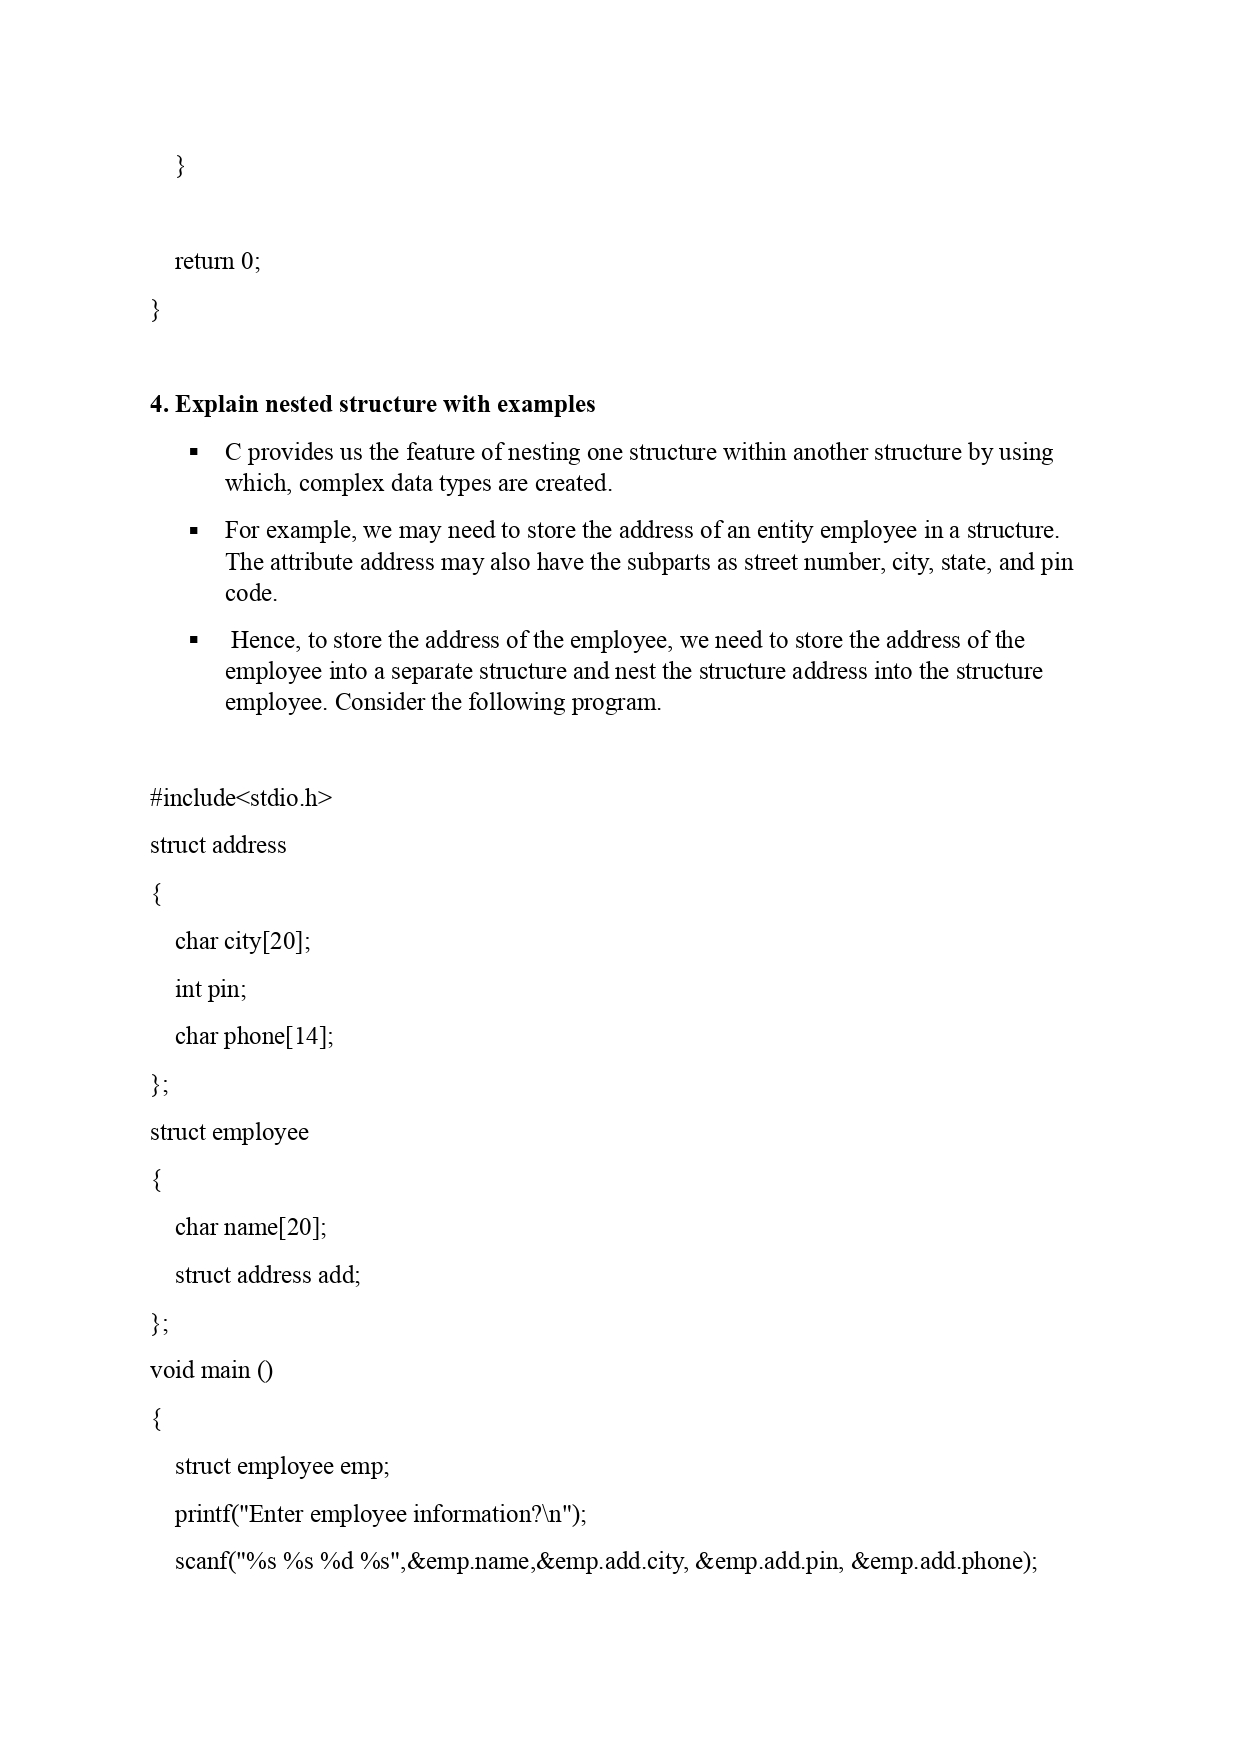 }
return 0;
}
4. Explain nested structure with examples
▪ C provides us the feature of nesting one structure within another structure by using
which, complex data types are created.
▪ For example, we may need to store the address of an entity employee in a structure.
The attribute address may also have the subparts as street number, city, state, and pin
code.
▪ Hence, to store the address of the employee, we need to store the address of the
employee into a separate structure and nest the structure address into the structure
employee. Consider the following program.
#include<stdio.h>
struct address
{
char city[20];
int pin;
char phone[14];
};
struct employee
{
char name[20];
struct address add;
};
void main ()
{
struct employee emp;
printf("Enter employee information?\n");
scanf("%s %s %d %s",&emp.name,&emp.add.city, &emp.add.pin, &emp.add.phone);